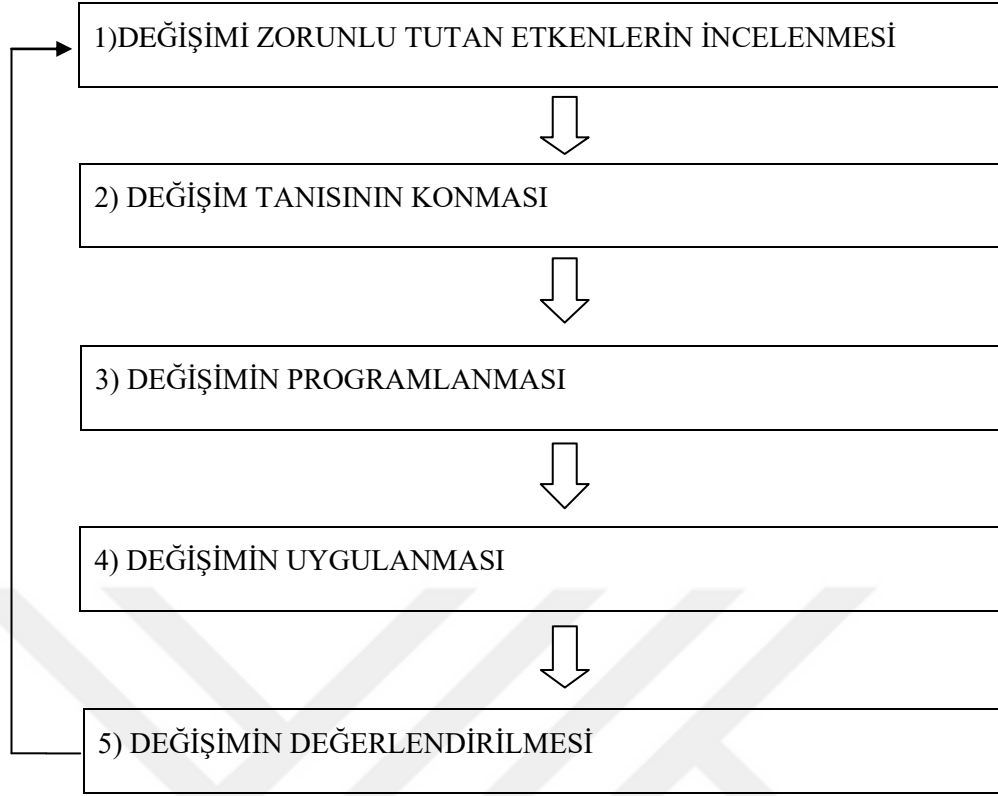 1)DEĞİŞİMİ ZORUNLU TUTAN ETKENLERİN İNCELENMESİ
2) DEĞİŞİM TANISININ KONMASI
3) DEĞİŞİMİN PROGRAMLANMASI
4) DEĞİŞİMİN UYGULANMASI
5) DEĞİŞİMİN DEĞERLENDİRİLMESİ